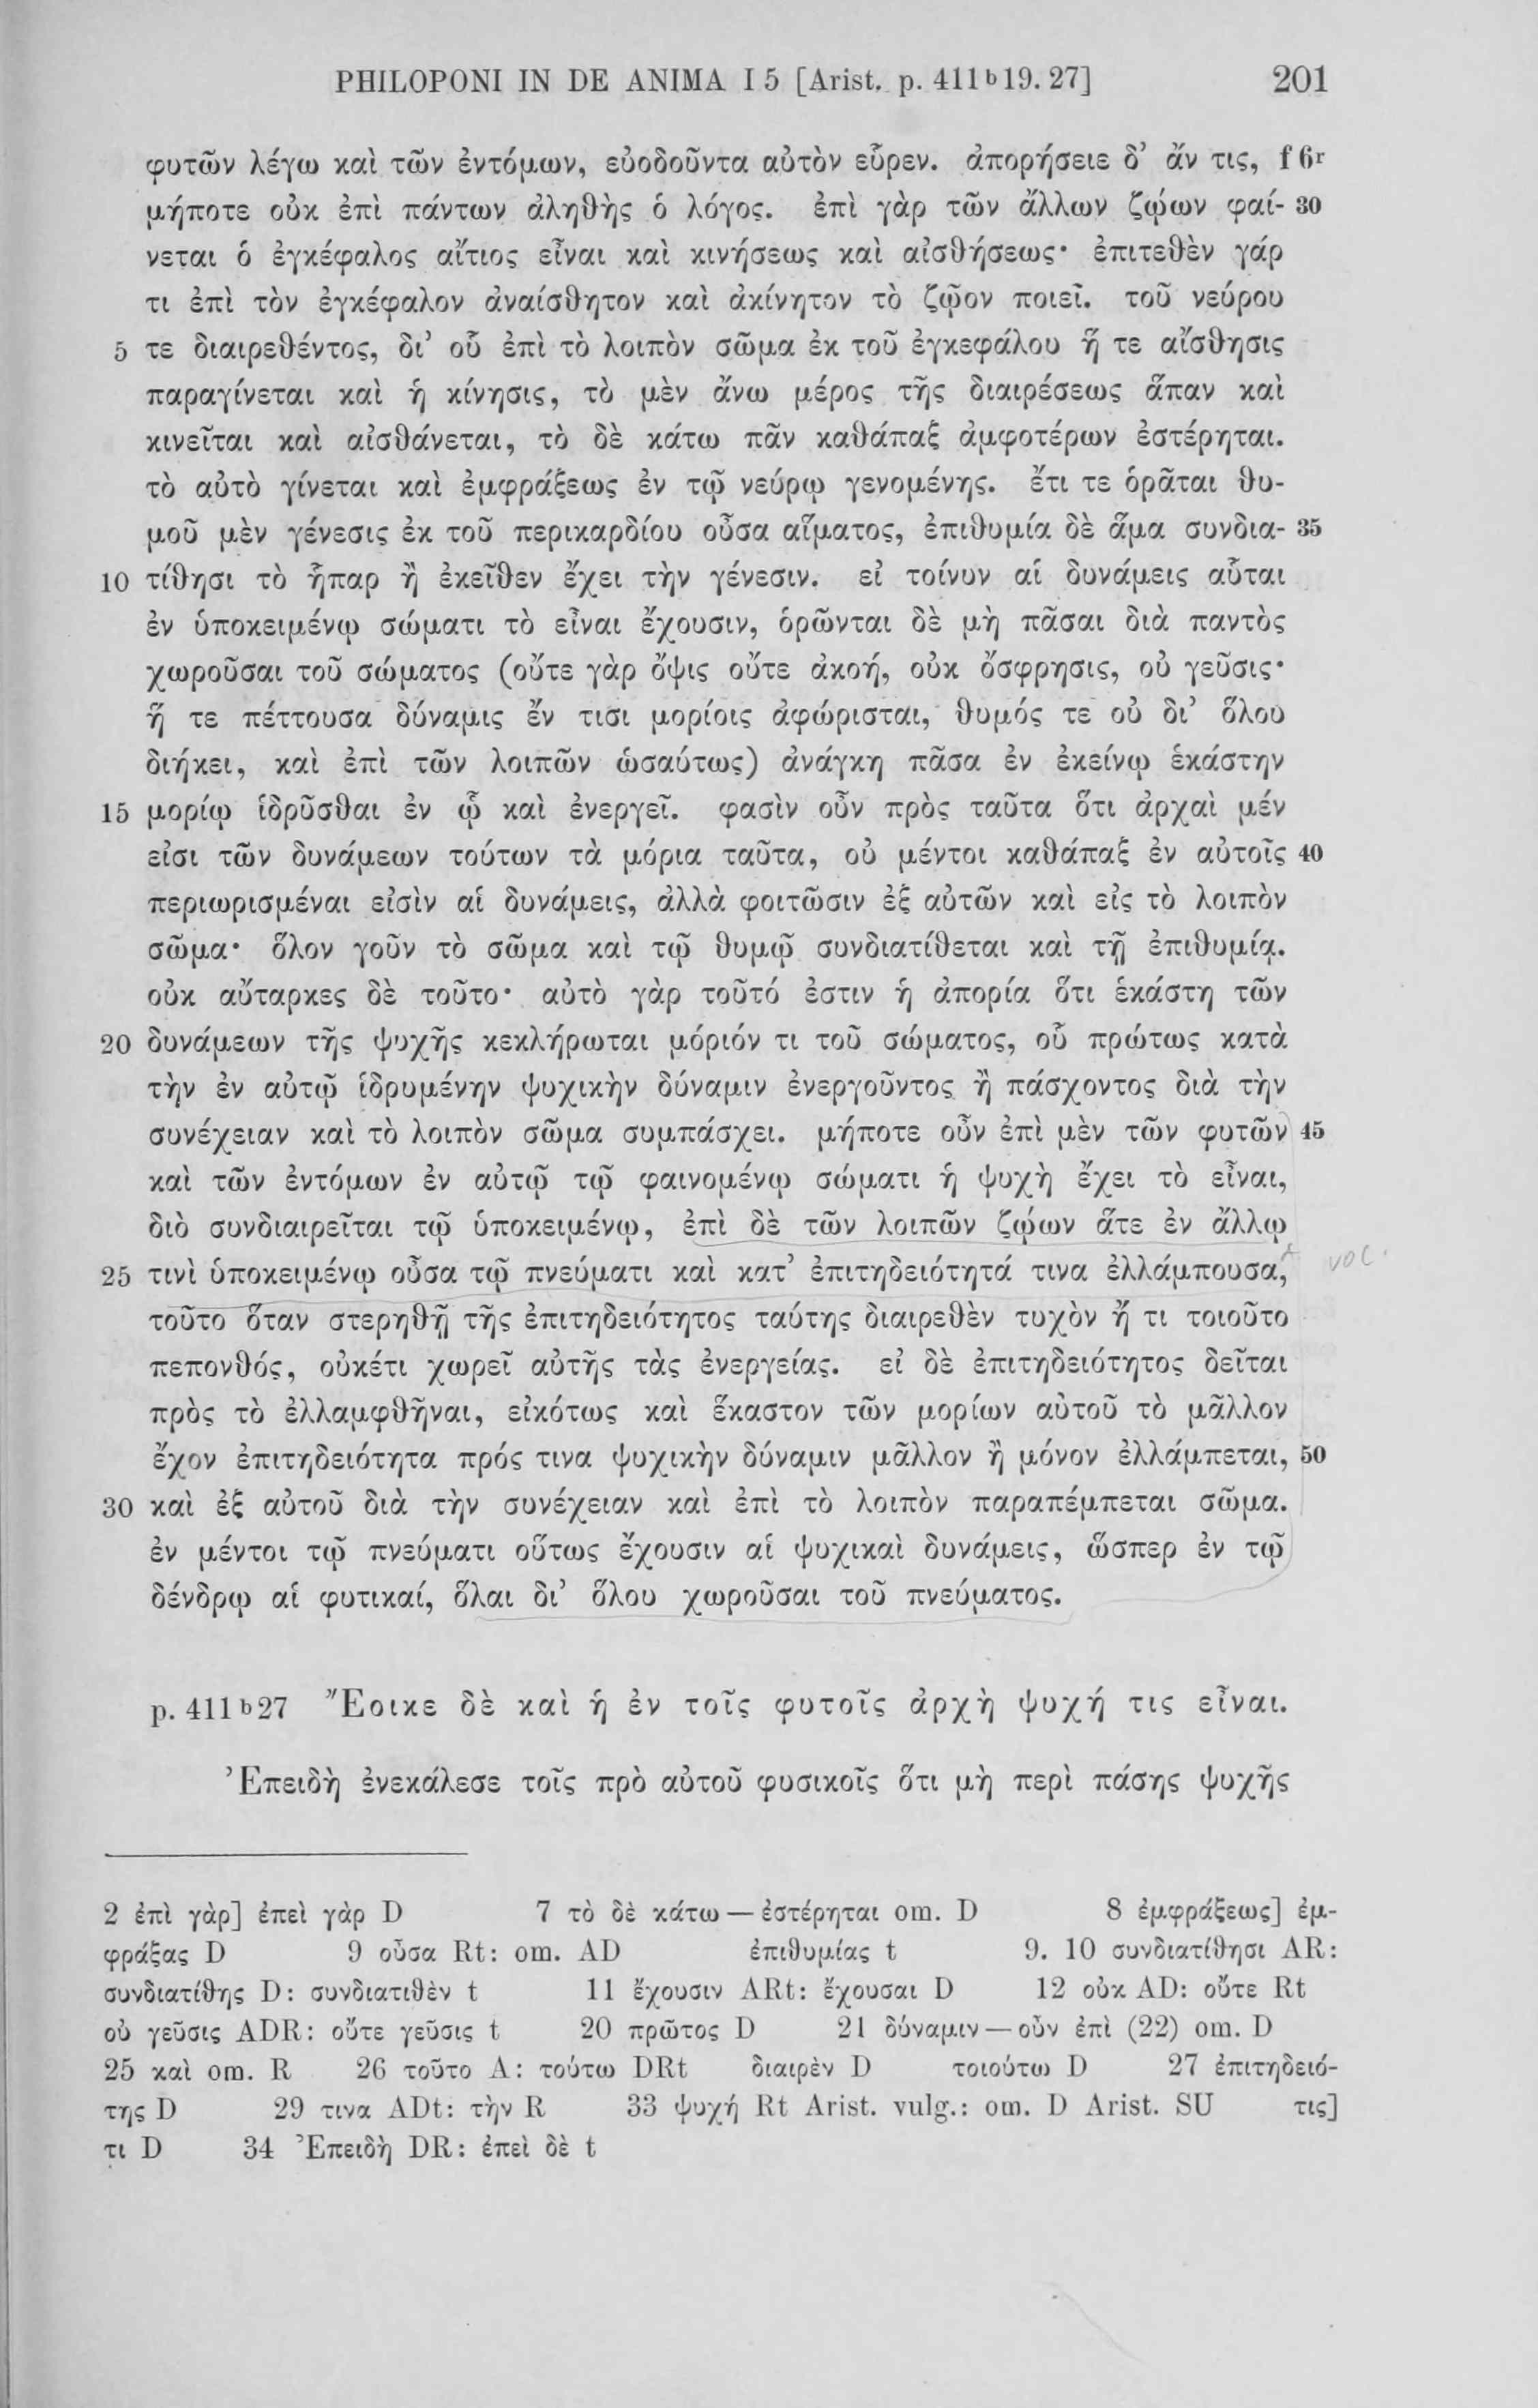 PHILOPONI IN DE ANIMA I 5 [Arist. p. 411ᵇ19. 27] 201
φυτῶν λέγω καὶ τῶν ἐντόμων, εὐοδοῦντα αὐτὸν εὗρεν. ἀπορήσειε δ’ ἄν τις, f 6ʳ
μήποτε οὐκ ἐπὶ πάντων ἀληθὴς ὁ λόγος. ἐπὶ γὰρ τῶν ἄλλων ζῴων φαί- 30
νεται ὁ ἐγκέφαλος αἴτιος εἶναι καὶ κινήσεως καὶ αἰσθήσεως· ἐπιτεθὲν γάρ
τι ἐπὶ τὸν ἐγκέφαλον ἀναίσθητον καὶ ἀκίνητον τὸ ζῷον ποιεῖ. τοῦ νεύρου
5 τε διαιρεθέντος, δι’ οὗ ἐπὶ τὸ λοιπὸν σῶμα ἐκ τοῦ ἐγκεφάλου ἥ τε αἴσθησις
παραγίνεται καὶ ἡ κίνησις, τὸ μὲν ἄνω μέρος τῆς διαιρέσεως ἅπαν καὶ
κινεῖται καὶ αἰσθάνεται, τὸ δὲ κάτω πᾶν καθάπαξ ἀμφοτέρων ἐστέρηται.
τὸ αὐτὸ γίνεται καὶ ἐμφράξεως ἐν τῷ νεύρῳ γενομένης. ἔτι τε ὁρᾶται θυ-
μοῦ μὲν γένεσις ἐκ τοῦ περικαρδίου οὖσα αἵματος, ἐπιθυμία δὲ ἅμα συνδια- 35
10 τίθησι τὸ ἧπαρ ἢ ἐκεῖθεν ἔχει τὴν γένεσιν. εἰ τοίνυν αἱ δυνάμεις αὗται
ἐν ὑποκειμένῳ σώματι τὸ εἶναι ἔχουσιν, ὁρῶνται δὲ μὴ πᾶσαι διὰ παντὸς
χωροῦσαι τοῦ σώματος (οὔτε γὰρ ὄψις οὔτε ἀκοή, οὐκ ὄσφρησις, οὐ γεῦσις·
ἥ τε πέττουσα δύναμις ἔν τισι μορίοις ἀφώρισται, θυμός τε οὐ δι’ ὅλου
διήκει, καὶ ἐπὶ τῶν λοιπῶν ὡσαύτως) ἀνάγκη πᾶσα ἐν ἐκείνῳ ἑκάστην
15 μορίῳ ἱδρῦσθαι ἐν ᾧ καὶ ἐνεργεῖ. φασὶν οὖν πρὸς ταῦτα ὅτι ἀρχαὶ μέν
εἰσι τῶν δυνάμεων τούτων τὰ μόρια ταῦτα, οὐ μέντοι καθάπαξ ἐν αὐτοῖς 40
περιωρισμέναι εἰσὶν αἱ δυνάμεις, ἀλλὰ φοιτῶσιν ἐξ αὐτῶν καὶ εἰς τὸ λοιπὸν
σῶμα· ὅλον γοῦν τὸ σῶμα καὶ τῷ θυμῷ συνδιατίθεται καὶ τῇ ἐπιθυμίᾳ.
οὐκ αὔταρκες δὲ τοῦτο· αὐτὸ γὰρ τοῦτό ἐστιν ἡ ἀπορία ὅτι ἑκάστη τῶν
20 δυνάμεων τῆς ψυχῆς κεκλήρωται μόριόν τι τοῦ σώματος, οὗ πρώτως κατὰ
τὴν ἐν αὐτῷ ἱδρυμένην ψυχικὴν δύναμιν ἐνεργοῦντος ἢ πάσχοντος διὰ τὴν
συνέχειαν καὶ τὸ λοιπὸν σῶμα συμπάσχει. μήποτε οὖν ἐπὶ μὲν τῶν φυτῶν 45
καὶ τῶν ἐντόμων ἐν αὐτῷ τῷ φαινομένῳ σώματι ἡ ψυχὴ ἔχει τὸ εἶναι,
διὸ συνδιαιρεῖται τῷ ὑποκειμένῳ, ἐπὶ δὲ τῶν λοιπῶν ζῴων ἅτε ἐν ἄλλῳ
25 τινὶ ὑποκειμένῳ οὖσα τῷ πνεύματι καὶ κατ’ ἐπιτηδειότητά τινα ἐλλάμπουσα, voc.
τοῦτο ὅταν στερηθῇ τῆς ἐπιτηδειότητος ταύτης διαιρεθὲν τυχὸν ἤ τι τοιοῦτο
πεπονθός, οὐκέτι χωρεῖ αὐτῆς τὰς ἐνεργείας. εἰ δὲ ἐπιτηδειότητος δεῖται
πρὸς τὸ ἐλλαμφθῆναι, εἰκότως καὶ ἕκαστον τῶν μορίων αὐτοῦ τὸ μᾶλλον
ἔχον ἐπιτηδειότητα πρός τινα ψυχικὴν δύναμιν μᾶλλον ἢ μόνον ἐλλάμπεται, 50
30 καὶ ἐξ αὐτοῦ διὰ τὴν συνέχειαν καὶ ἐπὶ τὸ λοιπὸν παραπέμπεται σῶμα.
ἐν μέντοι τῷ πνεύματι οὕτως ἔχουσιν αἱ ψυχικαὶ δυνάμεις, ὥσπερ ἐν τῷ
δένδρῳ αἱ φυτικαί, ὅλαι δι’ ὅλου χωροῦσαι τοῦ πνεύματος.
p. 411ᵇ27 Ἔοικε δὲ καὶ ἡ ἐν τοῖς φυτοῖς ἀρχὴ ψυχή τις εἶναι.
Ἐπειδὴ ἐνεκάλεσε τοῖς πρὸ αὐτοῦ φυσικοῖς ὅτι μὴ περὶ πάσης ψυχῆς
2 ἐπὶ γὰρ] ἐπεὶ γὰρ D 7 τὸ δὲ κάτω — ἐστέρηται om. D 8 ἐμφράξεως] ἐμ-
φράξας D 9 οὖσα Rt: om. AD ἐπιθυμίας t 9. 10 συνδιατίθησι AR:
συνδιατίθης D: συνδιατιθὲν t 11 ἔχουσιν ARt: ἔχουσαι D 12 οὐκ AD: οὔτε Rt
οὐ γεῦσις ADR: οὔτε γεῦσις t 20 πρῶτος D 21 δύναμιν — οὖν ἐπὶ (22) om. D
25 καὶ om. R 26 τοῦτο A: τούτω DRt διαιρὲν D τοιούτω D 27 ἐπιτηδειό-
της D 29 τινα ADt: τὴν R 33 ψυχή Rt Arist. vulg.: om. D Arist. SU τις]
τι D 34 Ἐπειδὴ DR: ἐπεὶ δὲ t